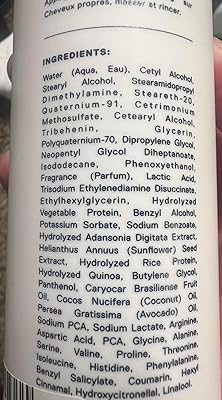 sur
Cheveux propres, masser et rincer.
INGREDIENTS:
Water (Aqua, Eau), Cetyl Alcohol,
Stearyl Alcohol, Stearamidopropyl
Dimethylamine, Steareth-20,
Quaternium-91, Cetrimonium
Methosulfate, Cetearyl Alcohol,
Tribehenin, Glycerin,
Polyquaternium-70, Dipropylene Glycol,
Neopentyl Glycol Diheptanoate,
Isododecane, Phenoxyethanol,
Fragrance (Parfum), Lactic Acid,
Trisodium Ethylenediamine Disuccinate,
Ethylhexylglycerin, Hydrolyzed
Vegetable Protein, Benzyl Alcohol,
Potassium Sorbate, Sodium Benzoate,
Hydrolyzed Adansonia Digitata Extract,
Helianthus Annuus (Sunflower) Seed
Extract, Hydrolyzed Rice Protein,
Hydrolyzed Quinoa, Butylene Glycol,
Panthenol, Caryocar Brasiliense Fruit
Oil, Cocos Nucifera (Coconut) Oil,
Persea Gratissima (Avocado) Oil,
Sodium PCA, Sodium Lactate, Arginine,
Aspartic Acid, PCA, Glycine, Alanine,
Serine, Valine, Proline, Threonine,
Isoleucine, Histidine, Phenylalanine,
Benzyl Salicylate, Coumarin, Hexyl
Cinnamal, Hydroxycitronellal, Linalool.